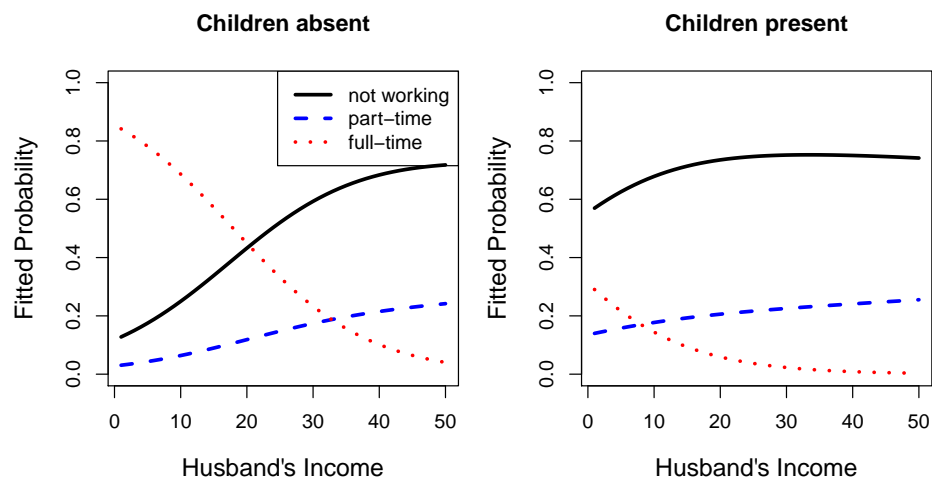 Children absent
1.0
0.8
0.6
0.4
0.2
0.0
Fitted Probability
not working
part−time
full−time
0 10 20 30 40 50
Husband's Income
Children present
1.0
0.8
0.6
0.4
0.2
0.0
Fitted Probability
0 10 20 30 40 50
Husband's Income